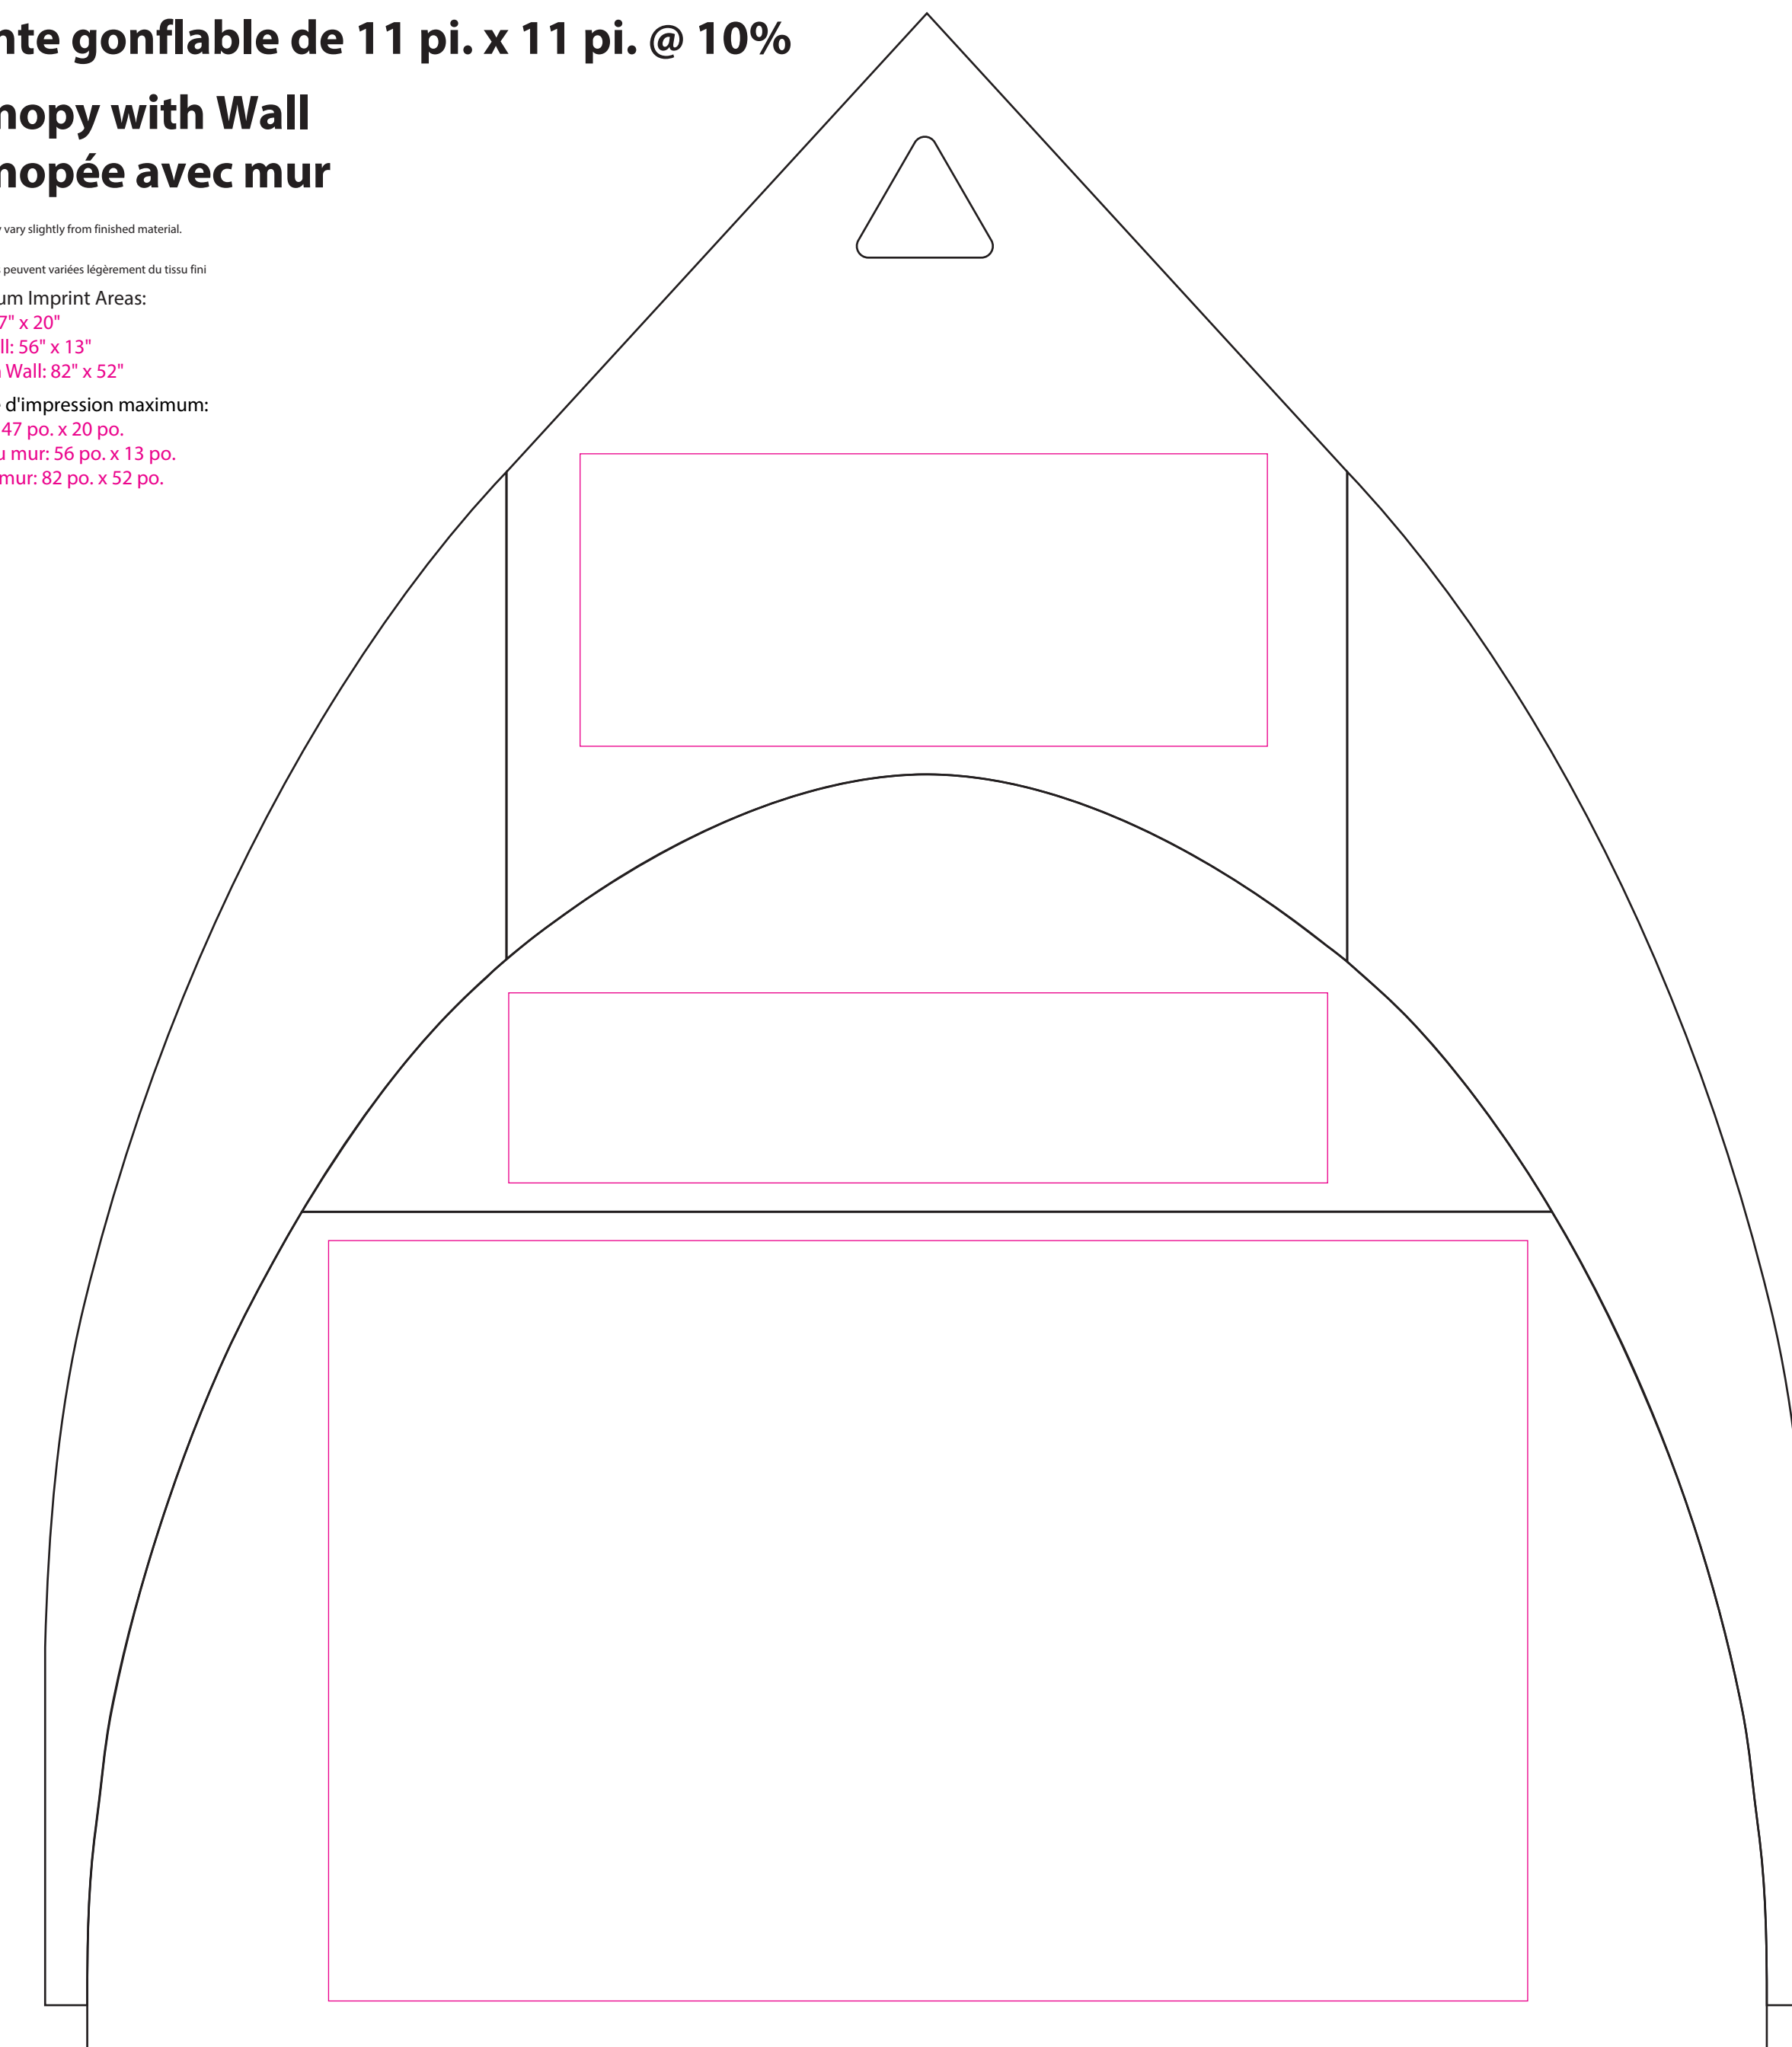 nte gonflable de 11 pi. x 11 pi. @ 10%
nopy with Wall
nopée avec mur
vary slightly from finished material.
peuvent variées légèrement du tissu fini
um Imprint Areas:
7" x 20"
ll: 56" x 13"
Wall: 82" x 52"
d'impression maximum:
47 po. x 20 po.
u mur: 56 po. x 13 po.
mur: 82 po. x 52 po.